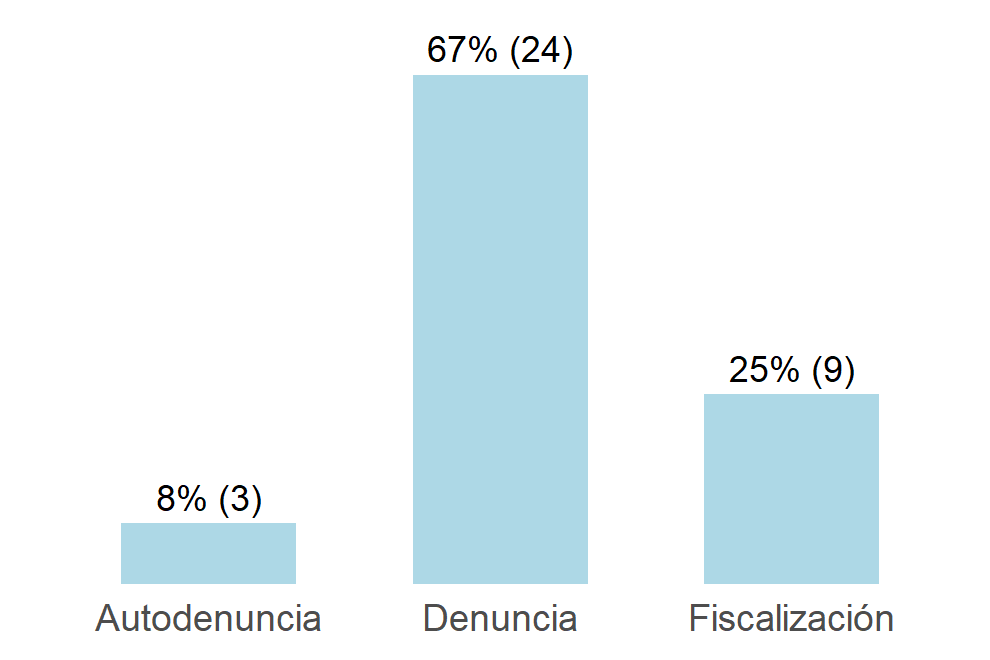 67% (24)
25% (9)
8% (3)
Autodenuncia
Denuncia
Fiscalización